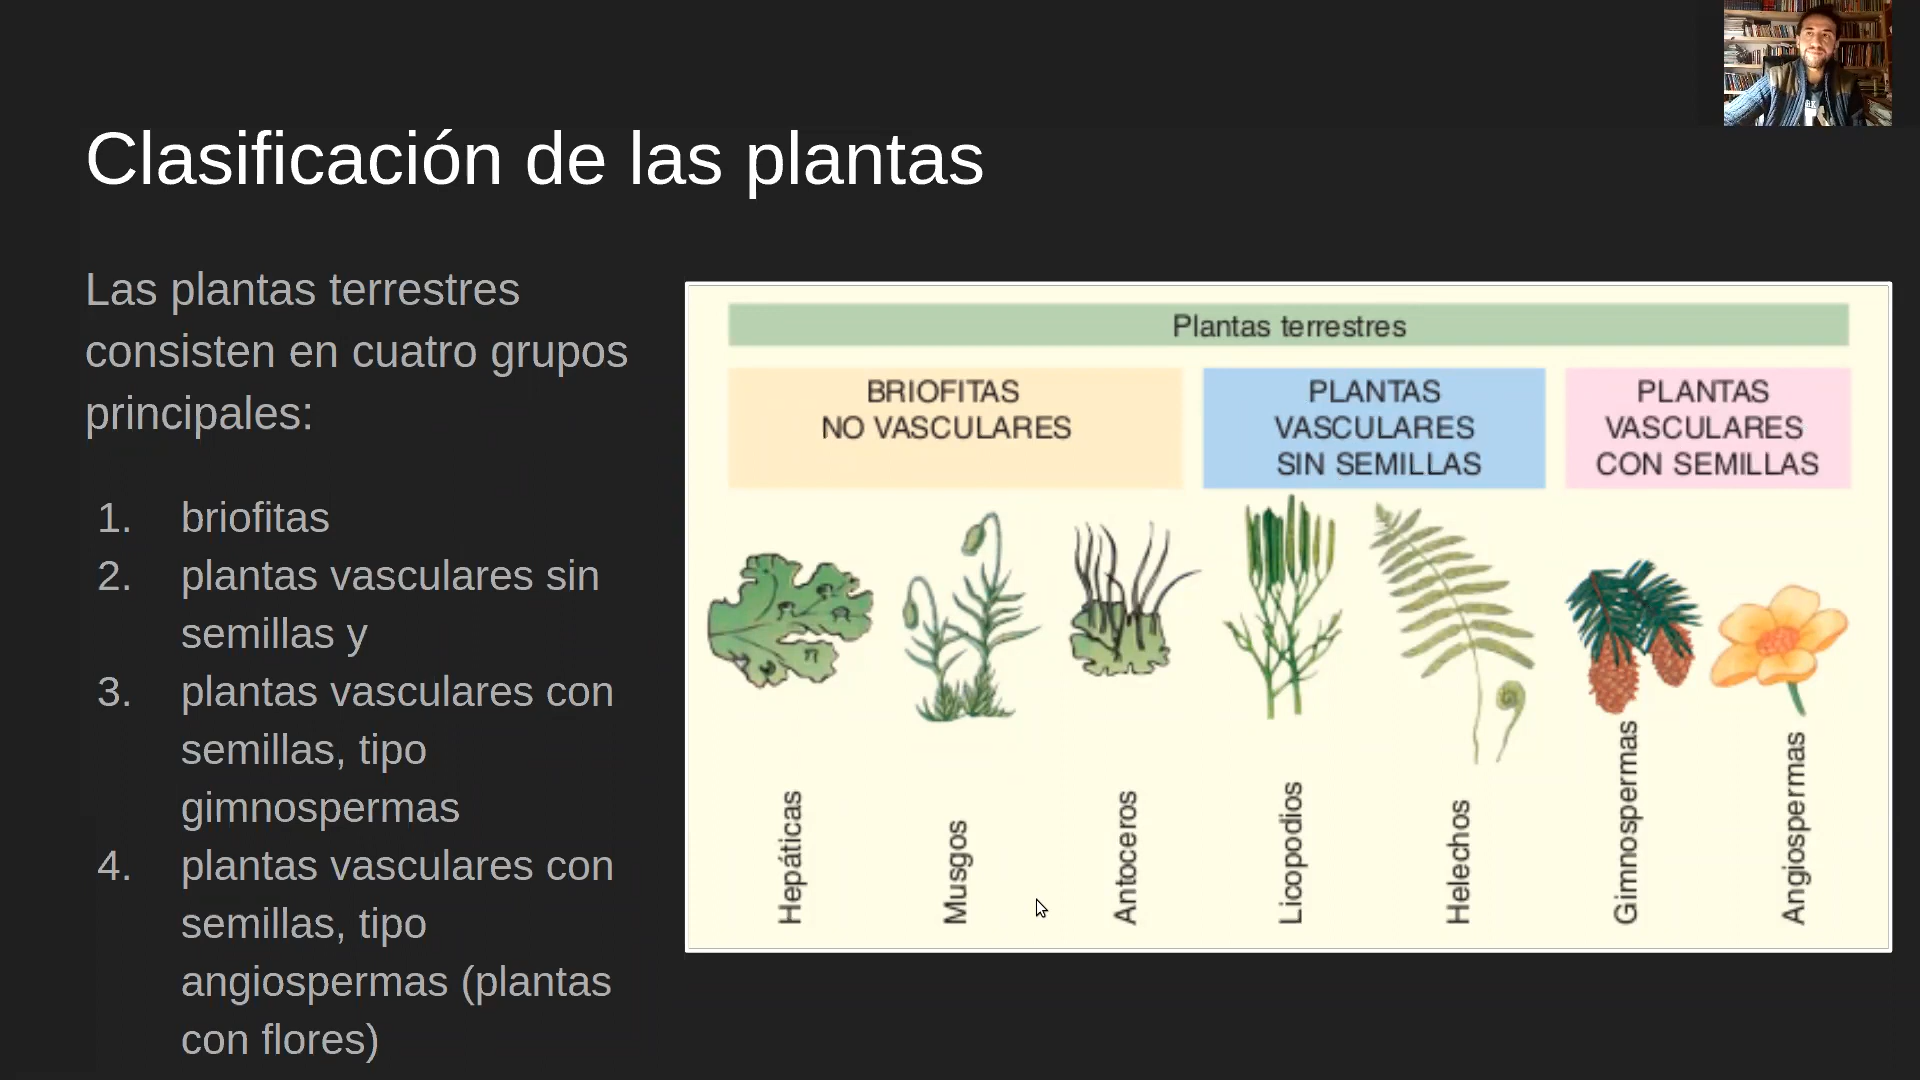 Clasificación de las plantas
Las plantas terrestres
consisten en cuatro grupos
principales:
1. briofitas
2. plantas vasculares sin
semillas y
3. plantas vasculares con
semillas, tipo
gimnospermas
4. plantas vasculares con
semillas, tipo
angiospermas (plantas
con flores)
Plantas terrestres
BRIOFITAS
NO VASCULARES
PLANTAS
VASCULARES
SIN SEMILLAS
PLANTAS
VASCULARES
CON SEMILLAS
Hepáticas
Musgos
Antoceros
Licopodios
Helechos
Gimnospermas
Angiospermas